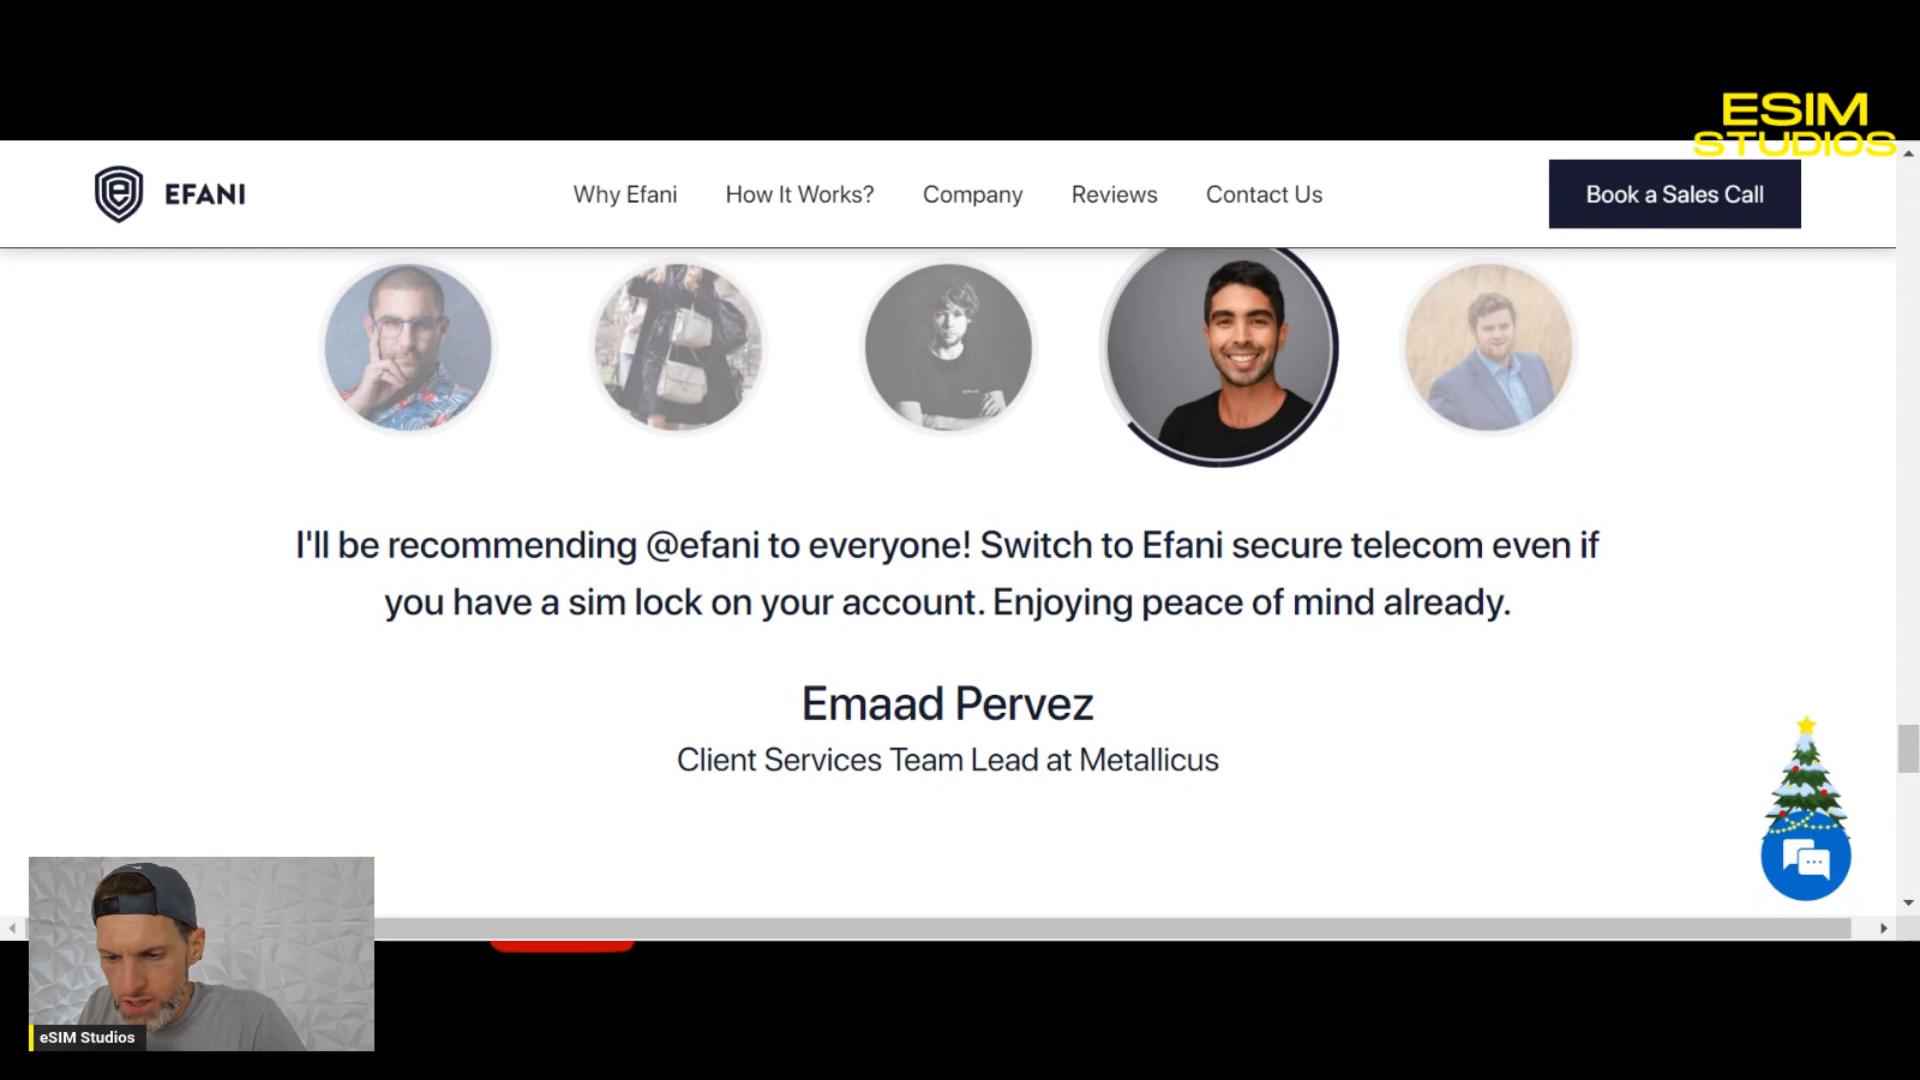 ESIM
STUDIOS
EFANI
Why Efani
How It Works?
Company
Reviews
Contact Us
Book a Sales Call
I'll be recommending @efani to everyone! Switch to Efani secure telecom even if
you have a sim lock on your account. Enjoying peace of mind already.
Emaad Pervez
Client Services Team Lead at Metallicus
eSIM Studios